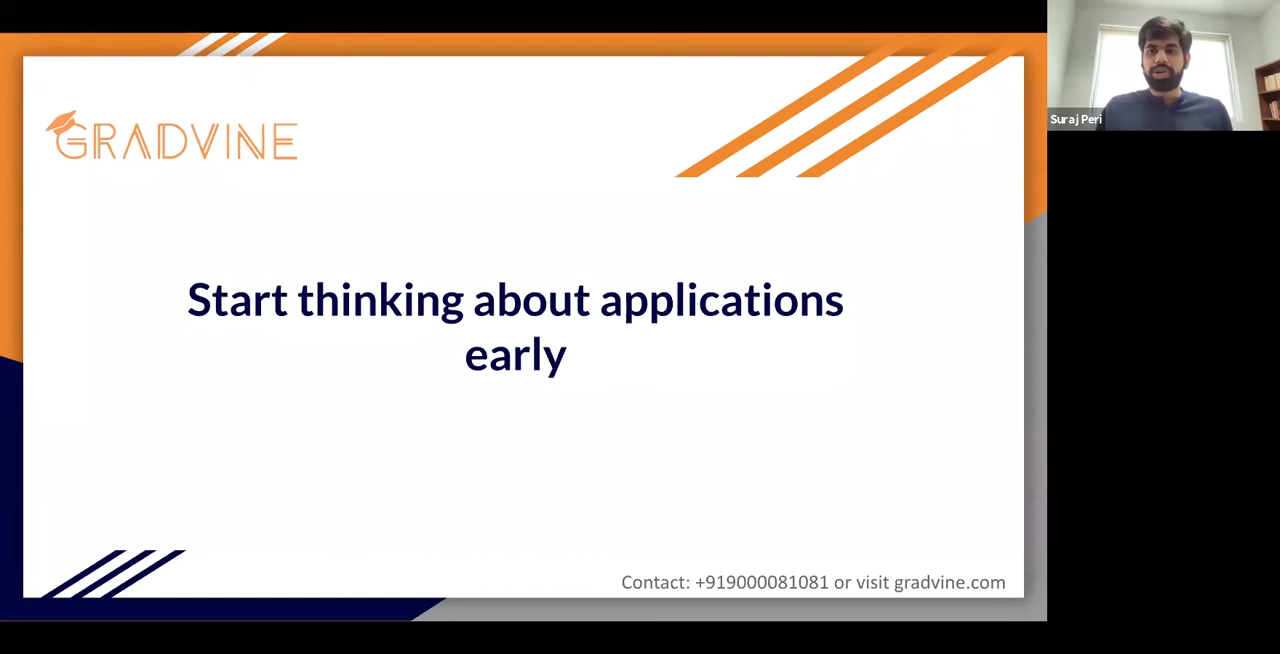 GRADVINE
Suraj Peri
Start thinking about applications
early
Contact: +919000081081 or visit gradvine.com